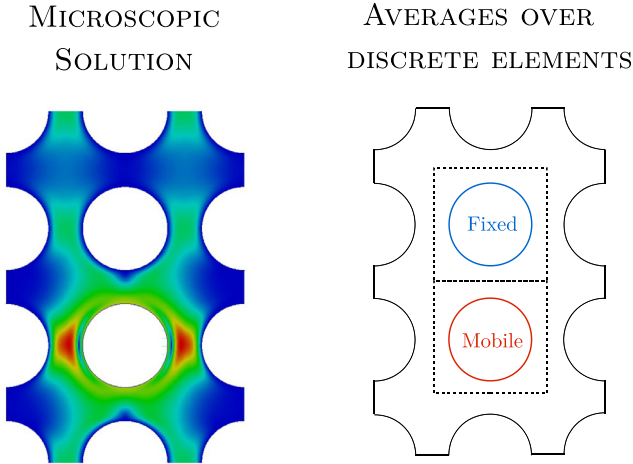 Microscopic
Solution
Averages over
discrete elements
Fixed
Mobile